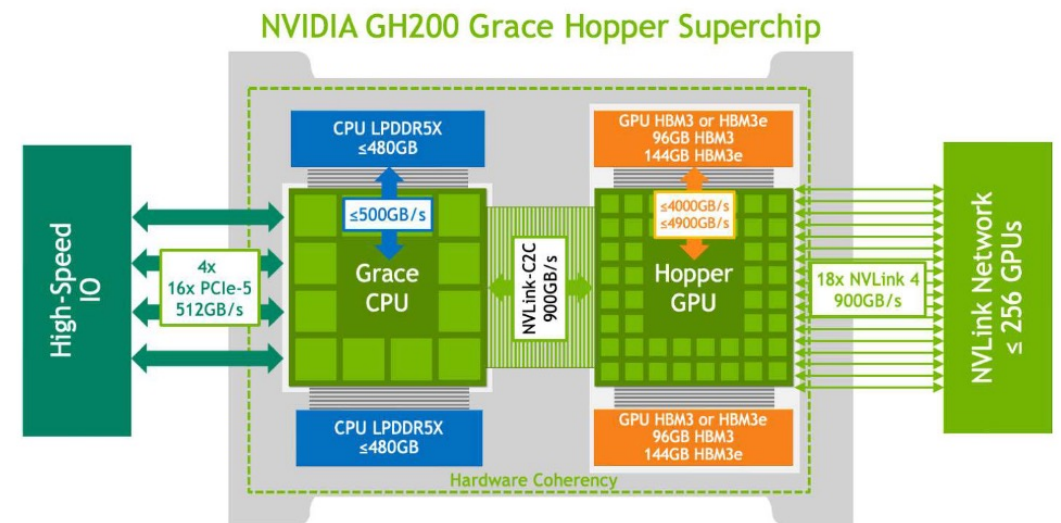 NVIDIA GH200 Grace Hopper Superchip
CPU LPDDR5X
≤480GB
GPU HBM3 or HBM3e
96GB HBM3
144GB HBM3e
High-Speed
IO
4x
16x PCIe-5
512GB/s
≤500GB/s
Grace
CPU
NVLink-C2C
900GB/s
≤4000GB/s
≤4900GB/s
Hopper
GPU
18x NVLink 4
900GB/s
NVLink Network
≤ 256 GPUs
CPU LPDDR5X
≤480GB
GPU HBM3 or HBM3e
96GB HBM3
144GB HBM3e
Hardware Coherency